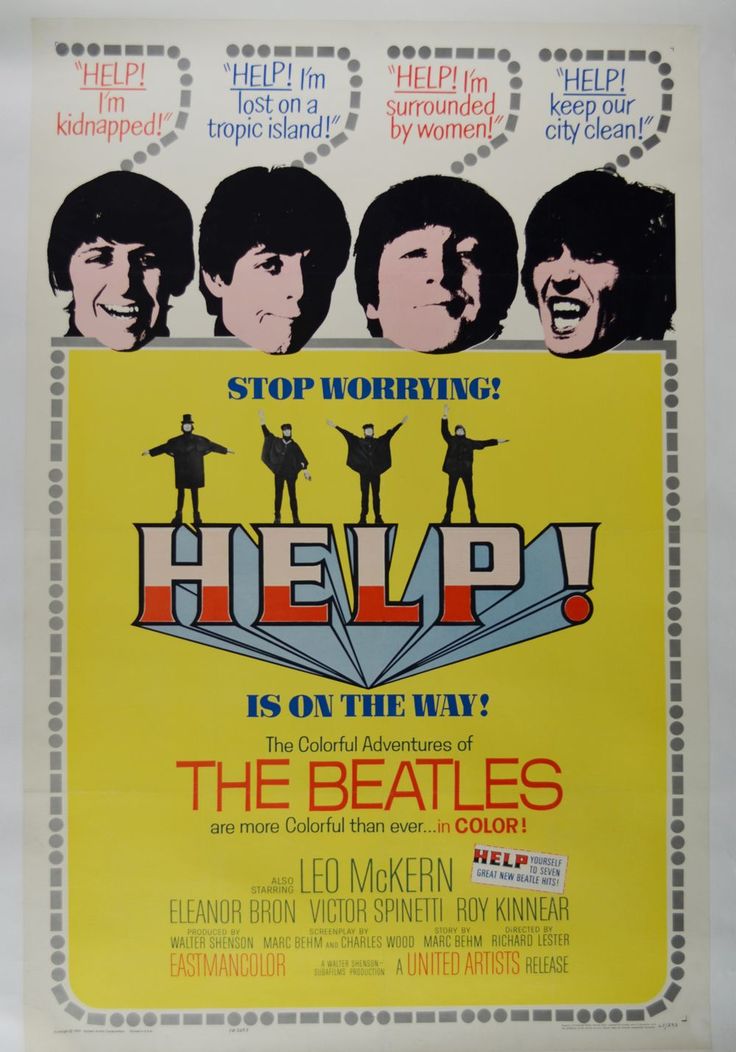 "HELP!
I'm
kidnapped!"
"HELP! I'm
lost on a
tropic island!"
"HELP! I'm
surrounded
by women!"
"HELP!
keep our
city clean!"
STOP WORRYING!
HELP!
IS ON THE WAY!
The Colorful Adventures of
THE BEATLES
are more Colorful than ever...in COLOR!
HELP YOURSELF
TO SEVEN
GREAT NEW BEATLE HITS!
ALSO
STARRING LEO McKERN
ELEANOR BRON VICTOR SPINETTI ROY KINNEAR
PRODUCED BY SCREENPLAY BY STORY BY DIRECTED BY
WALTER SHENSON MARC BEHM AND CHARLES WOOD MARC BEHM RICHARD LESTER
EASTMANCOLOR A WALTER SHENSON-
SUBAFILMS PRODUCTION A UNITED ARTISTS RELEASE